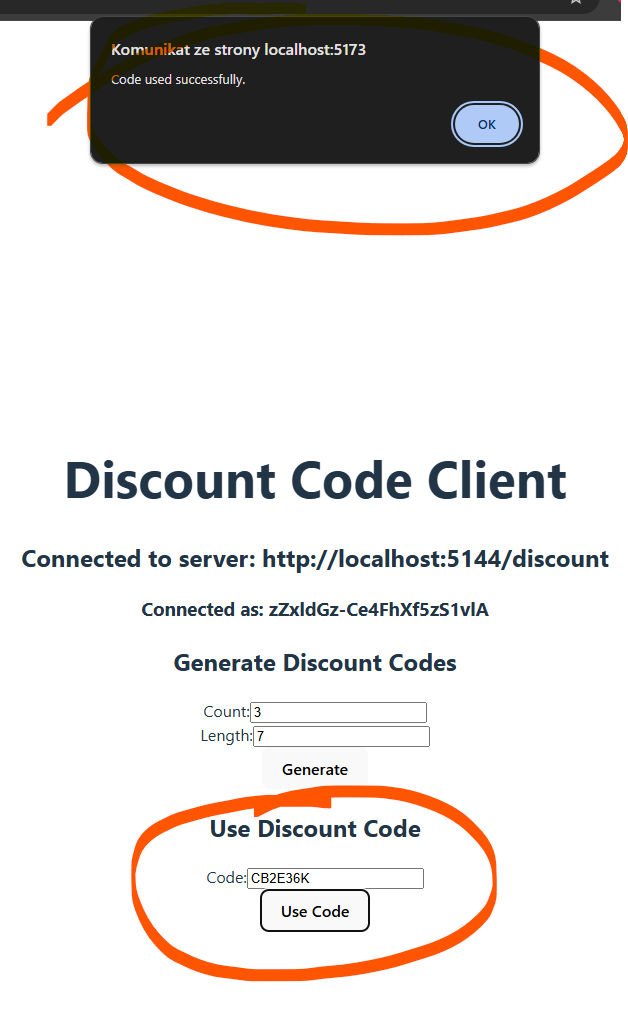 Komunikat ze strony localhost:5173
Code used successfully.
OK
Discount Code Client
Connected to server: http://localhost:5144/discount
Connected as: zZxldGz-Ce4FhXf5zS1vlA
Generate Discount Codes
Count: 3
Length: 7
Generate
Use Discount Code
Code: CB2E36K
Use Code